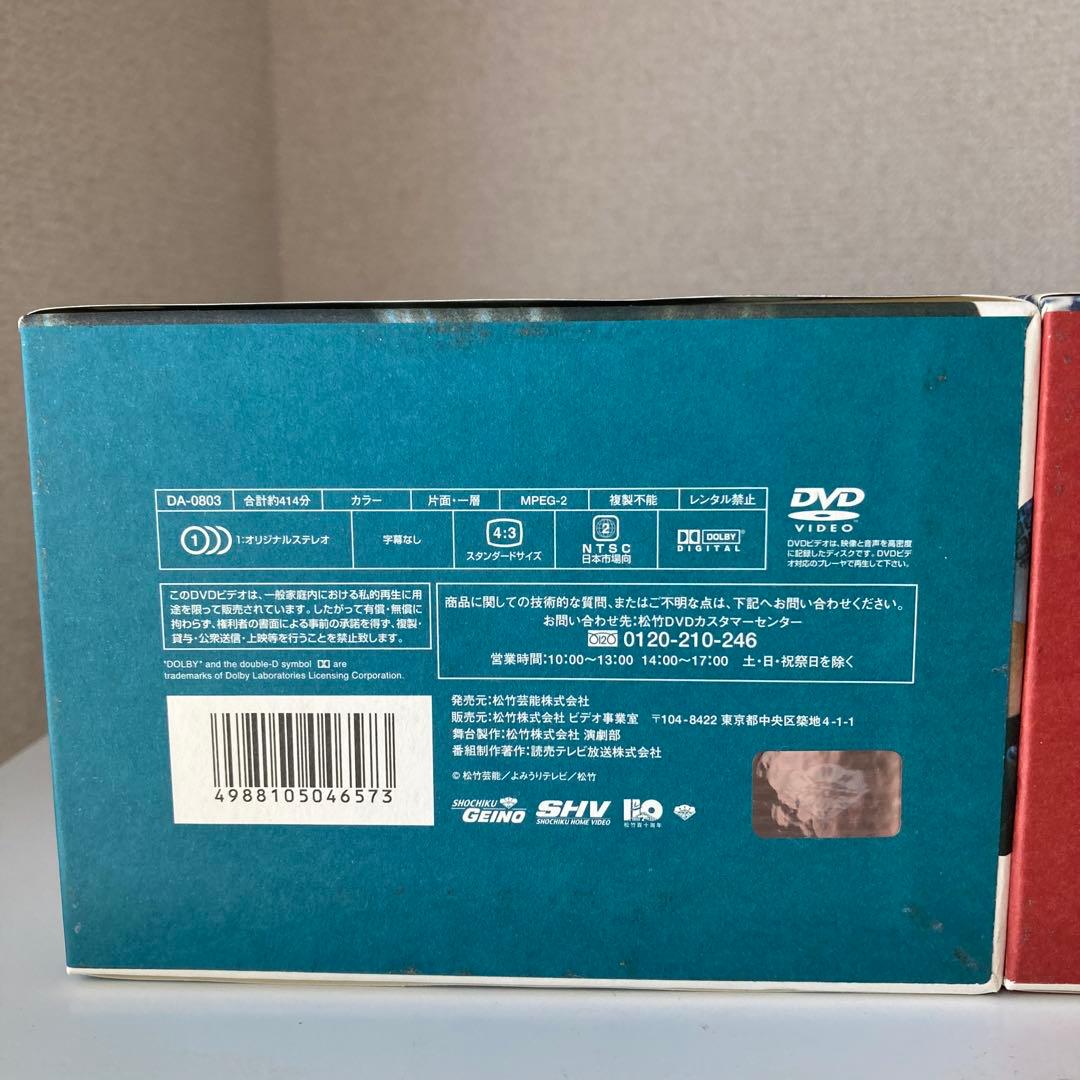 DA-0803 合計約414分 カラー 片面・一層 MPEG-2 複製不能 レンタル禁止
1 1:オリジナルステレオ 字幕なし 4:3 スタンダードサイズ 2 NTSC 日本市場向 DOLBY DIGITAL
DVD
VIDEO
DVDビデオは、映像と音声を高密度
に記録したディスクです。DVDビデ
オ対応のプレーヤで再生して下さい。
このDVDビデオは、一般家庭内における私的再生に用
途を限って販売されています。したがって有償・無償に
拘わらず、権利者の書面による事前の承諾を得ず、複製・
貸与・公衆送信・上映等を行うことを禁止致します。
"DOLBY" and the double-D symbol are
trademarks of Dolby Laboratories Licensing Corporation.
商品に関しての技術的な質問、またはご不明な点は、下記へお問い合わせください。
お問い合わせ先:松竹DVDカスタマーセンター
0120-210-246
営業時間:10:00〜13:00 14:00〜17:00 土・日・祝祭日を除く
4988105046573
発売元:松竹芸能株式会社
販売元:松竹株式会社 ビデオ事業室 〒104-8422 東京都中央区築地4-1-1
舞台製作:松竹株式会社 演劇部
番組制作著作:読売テレビ放送株式会社
© 松竹芸能/よみうりテレビ/松竹
SHOCHIKU GEINO
SHV SHOCHIKU HOME VIDEO
110 松竹百十周年